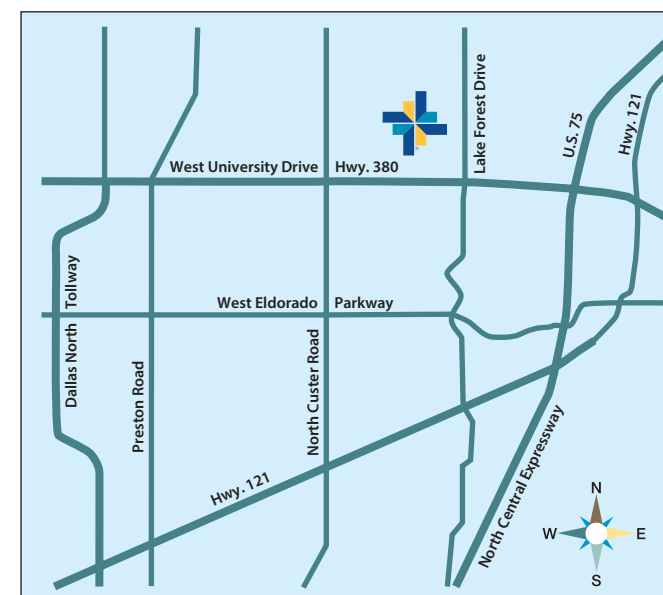 Lake Forest Drive
U.S. 75
Hwy. 121
West University Drive Hwy. 380
Dallas North Tollway
West Eldorado Parkway
Preston Road
North Custer Road
Hwy. 121
North Central Expressway
N
W E
S